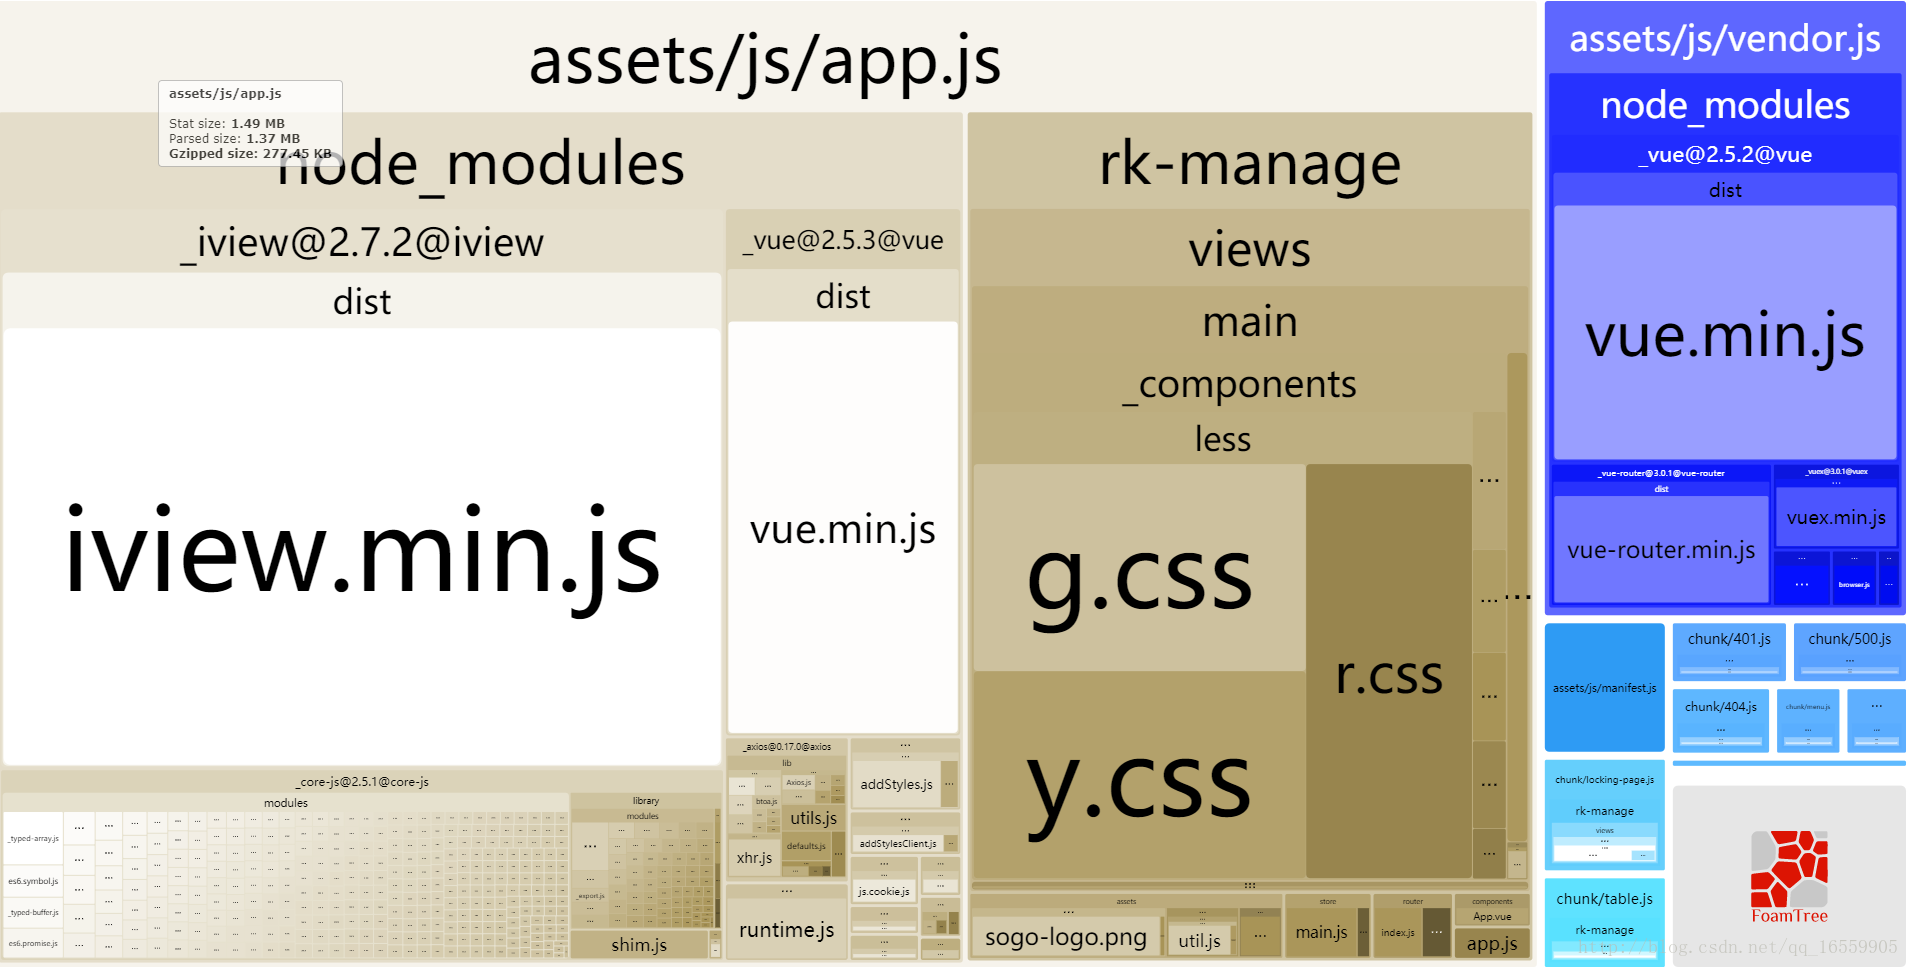 assets/js/app.js
assets/js/app.js
Stat size: 1.49 MB
Parsed size: 1.37 MB
Gzipped size: 277.45 KB
node_modules
_iview@2.7.2@iview
dist
iview.min.js
_vue@2.5.3@vue
dist
vue.min.js
_core-js@2.5.1@core-js
modules
_typed-array.js
es6.symbol.js
_typed-buffer.js
es6.promise.js
library
modules
_export.js
shim.js
_axios@0.17.0@axios
lib
Axios.js
btoa.js
utils.js
xhr.js
defaults.js
runtime.js
addStyles.js
addStylesClient.js
js.cookie.js
rk-manage
views
main
_components
less
g.css
y.css
r.css
assets
sogo-logo.png
util.js
store
main.js
router
index.js
components
App.vue
app.js
assets/js/vendor.js
node_modules
_vue@2.5.2@vue
dist
vue.min.js
_vue-router@3.0.1@vue-router
dist
vue-router.min.js
_vuex@3.0.1@vuex
vuex.min.js
browser.js
assets/js/manifest.js
chunk/401.js
chunk/500.js
chunk/404.js
chunk/menu.js
chunk/locking-page.js
rk-manage
views
chunk/table.js
rk-manage
FoamTree
http://blog.csdn.net/qq_16559905